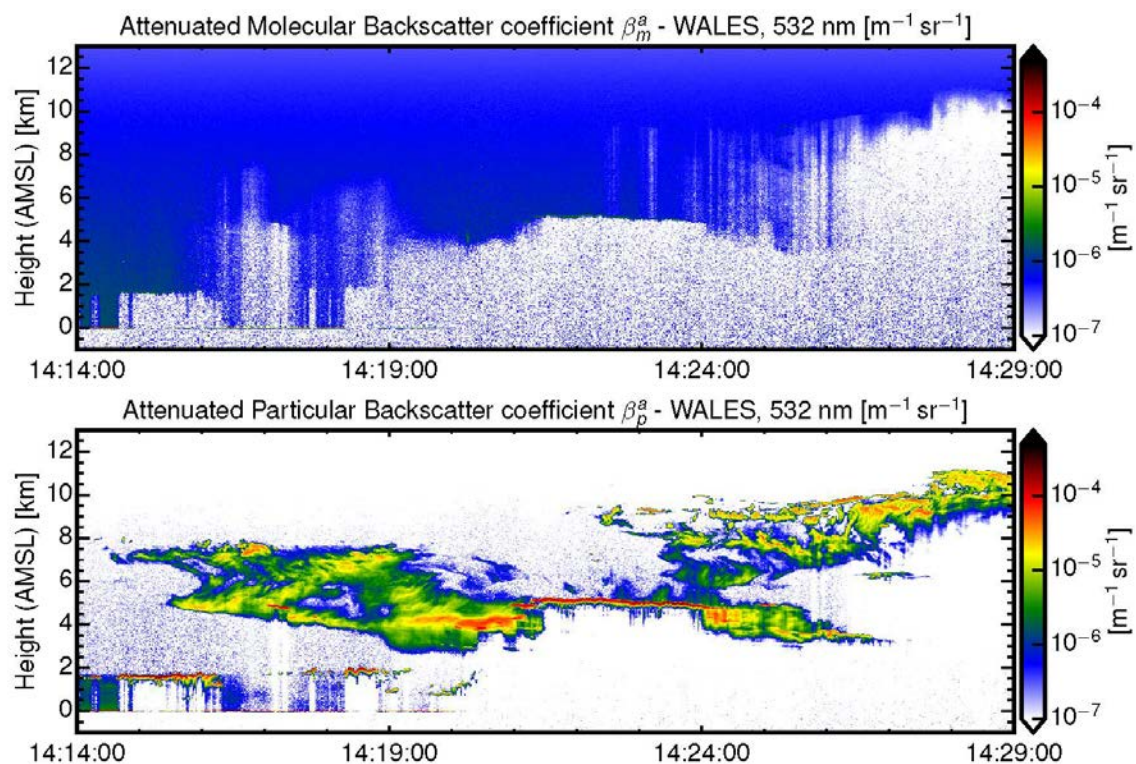 Attenuated Molecular Backscatter coefficient βₘᵃ - WALES, 532 nm [m⁻¹ sr⁻¹]
Height (AMSL) [km]
12
10
8
6
4
2
0
14:14:00 14:19:00 14:24:00 14:29:00
10⁻⁴
10⁻⁵
10⁻⁶
10⁻⁷
[m⁻¹ sr⁻¹]
Attenuated Particular Backscatter coefficient βₚᵃ - WALES, 532 nm [m⁻¹ sr⁻¹]
Height (AMSL) [km]
12
10
8
6
4
2
0
14:14:00 14:19:00 14:24:00 14:29:00
10⁻⁴
10⁻⁵
10⁻⁶
10⁻⁷
[m⁻¹ sr⁻¹]